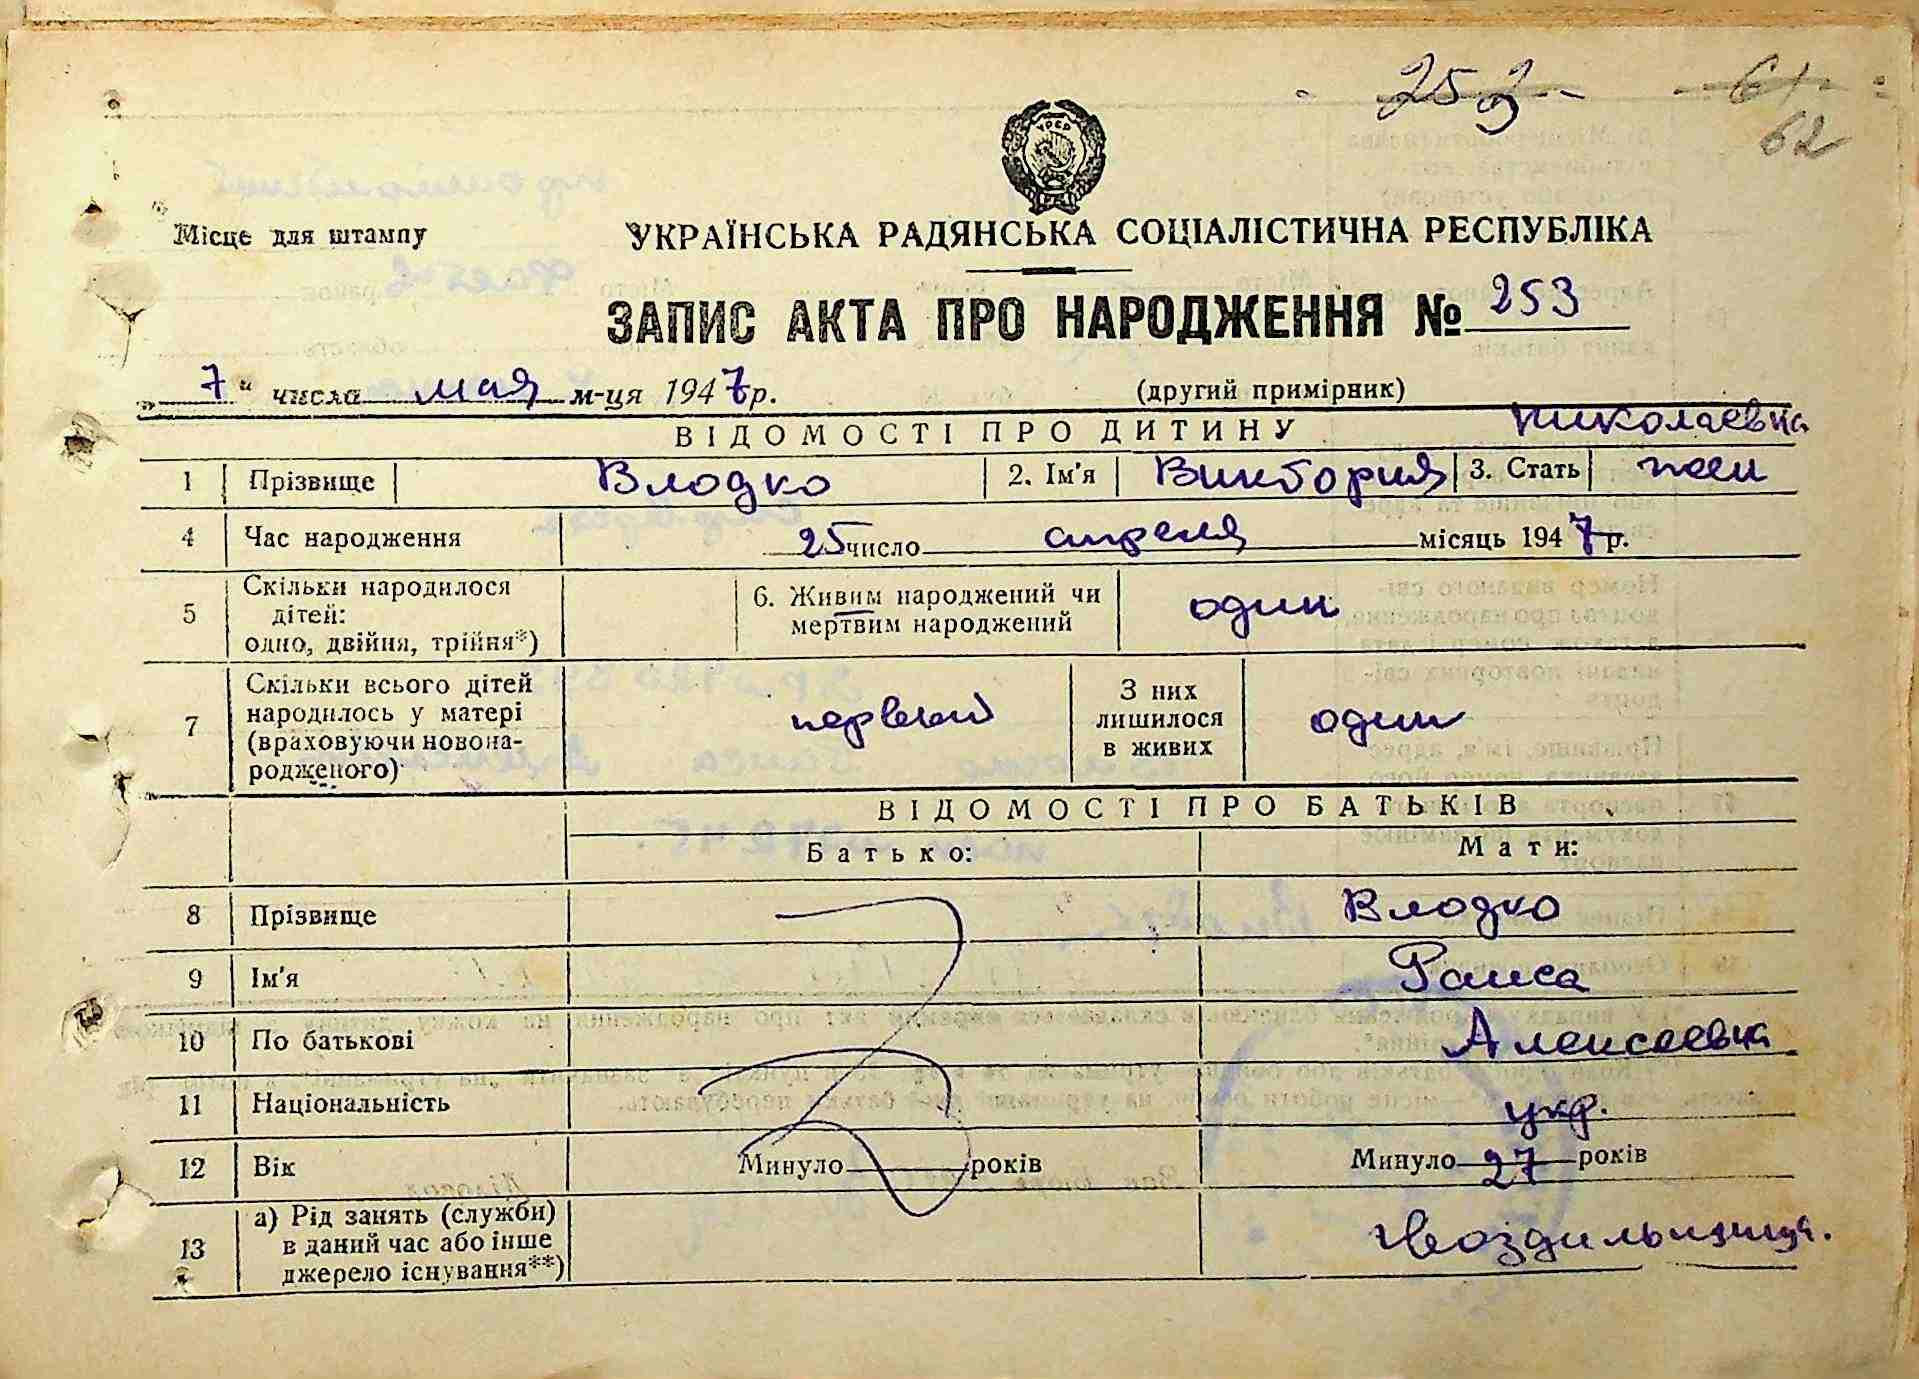 253
61
62
УРСР
Місце для штампу
УКРАЇНСЬКА РАДЯНСЬКА СОЦІАЛІСТИЧНА РЕСПУБЛІКА
ЗАПИС АКТА ПРО НАРОДЖЕННЯ № 253
„ 7 " числа мая м-ця 1947 р. (другий примірник)
ВІДОМОСТІ ПРО ДИТИНУ Николаевна
1 Прізвище Влодко 2. Ім'я Виктория 3. Стать жен
4 Час народження 25 число апреля місяць 1947 р.
5 Скільки народилося дітей: одно, двійня, трійня*) 6. Живим народжений чи мертвим народжений один
7 Скільки всього дітей народилось у матері (враховуючи новонародженого) первый З них лишилося в живих один
ВІДОМОСТІ ПРО БАТЬКІВ
Батько: Мати:
8 Прізвище Влодко
9 Ім'я Раиса
10 По батькові Алексеевна
11 Національність укр.
12 Вік Минуло років Минуло 27 років
13 а) Рід занять (служби) в даний час або інше джерело існування**) гвоздильщица.